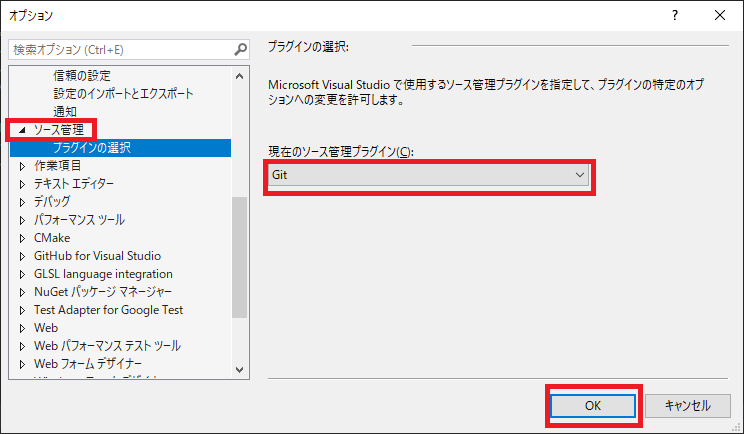 オプション
検索オプション (Ctrl+E)
信頼の設定
設定のインポートとエクスポート
通知
ソース管理
プラグインの選択
作業項目
テキスト エディター
デバッグ
パフォーマンス ツール
CMake
GitHub for Visual Studio
GLSL language integration
NuGet パッケージ マネージャー
Test Adapter for Google Test
Web
Web パフォーマンス テスト ツール
Web フォーム デザイナー
プラグインの選択:
Microsoft Visual Studio で使用するソース管理プラグインを指定して、プラグインの特定のオプ
ションへの変更を許可します。
現在のソース管理プラグイン(C):
Git
OK
キャンセル